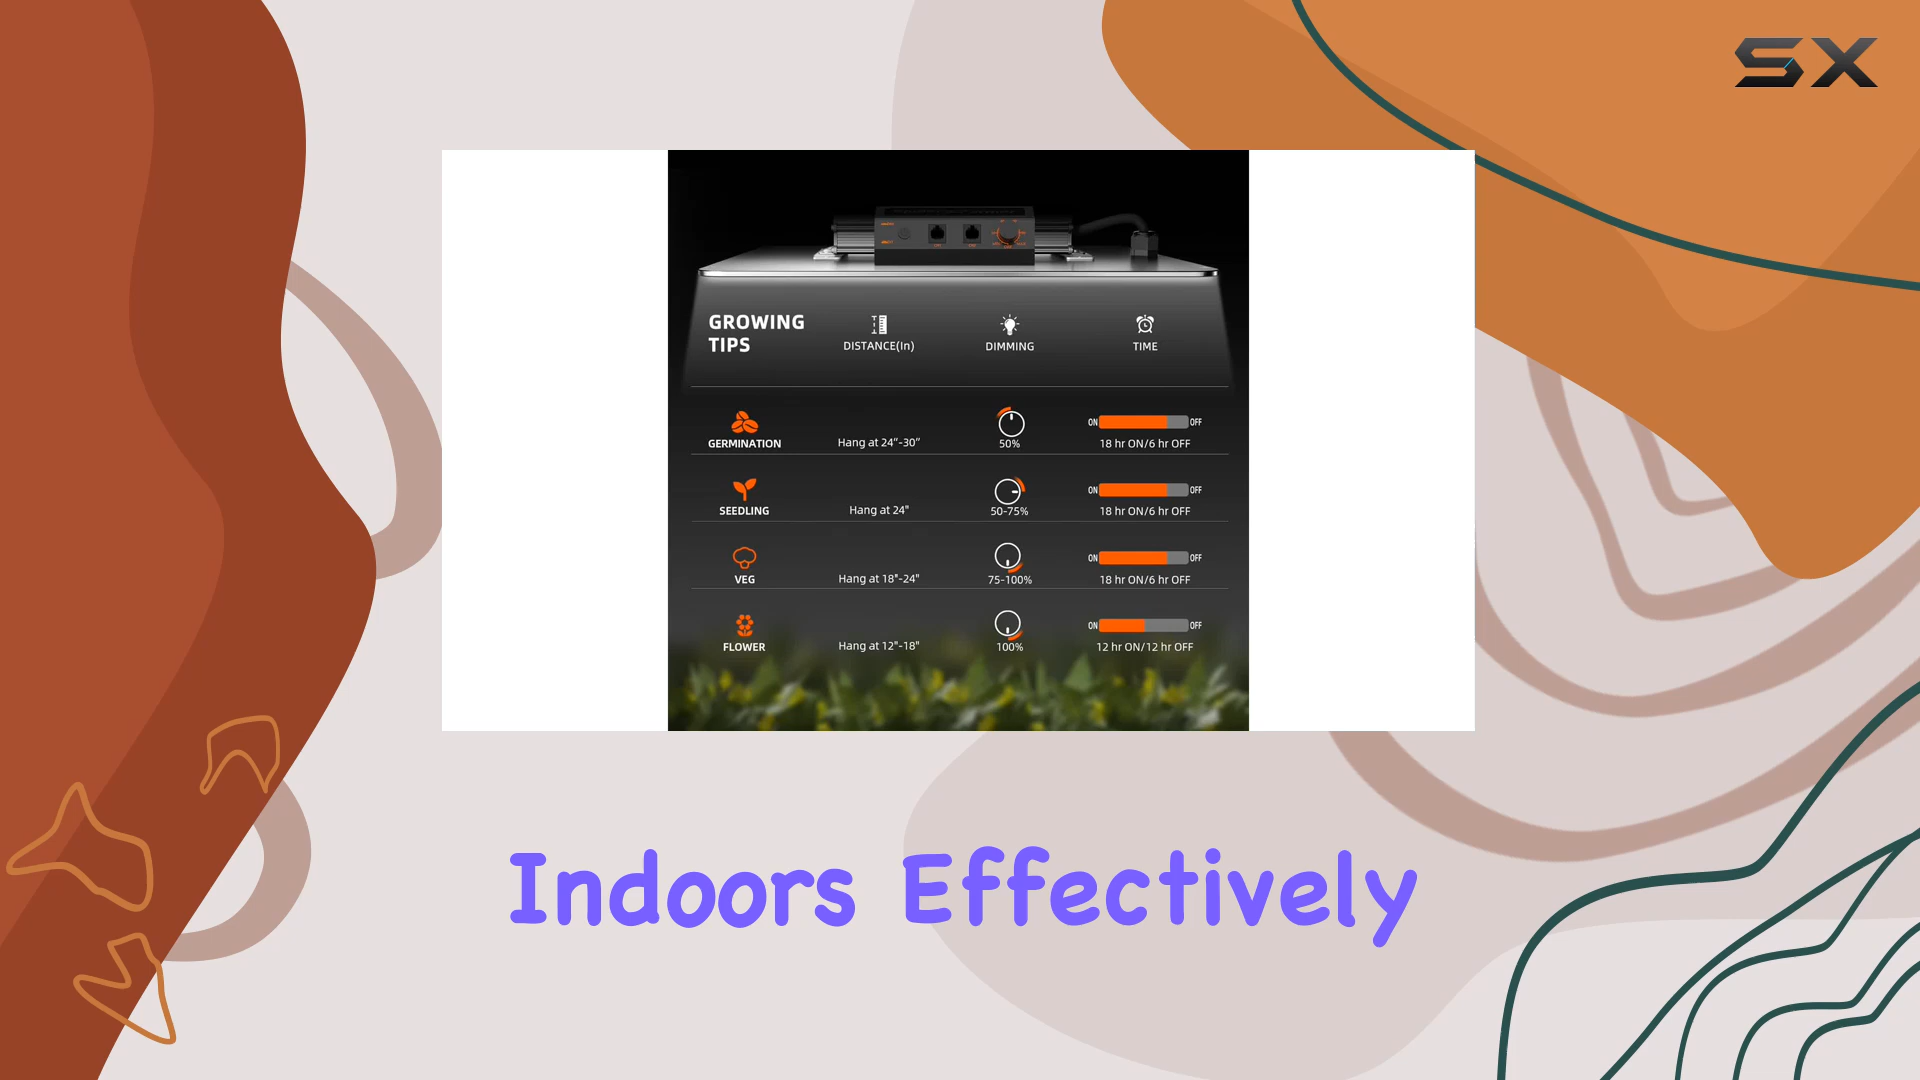 SX
GROWING
TIPS
DISTANCE(In)
DIMMING
TIME
GERMINATION
Hang at 24"-30"
50%
ON OFF
18 hr ON/6 hr OFF
SEEDLING
Hang at 24"
50-75%
ON OFF
18 hr ON/6 hr OFF
VEG
Hang at 18"-24"
75-100%
ON OFF
18 hr ON/6 hr OFF
FLOWER
Hang at 12"-18"
100%
ON OFF
12 hr ON/12 hr OFF
Indoors Effectively